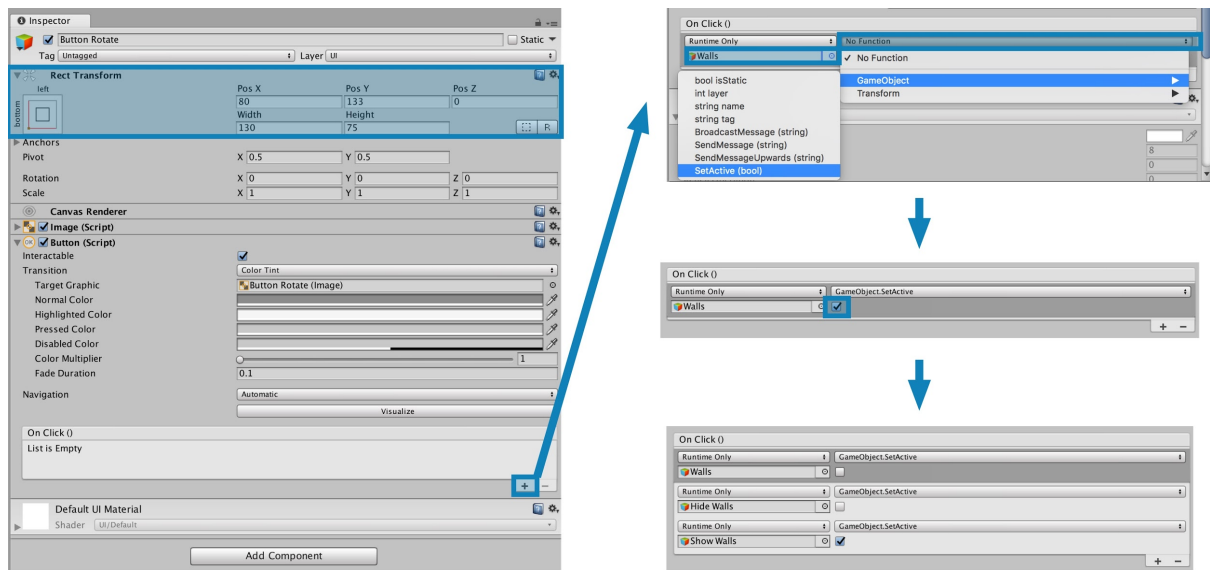 Inspector
Button Rotate
Static
Tag Untagged Layer UI
Rect Transform
left
bottom
Pos X Pos Y Pos Z
80 133 0
Width Height
130 75 R
Anchors
Pivot X 0.5 Y 0.5
Rotation X 0 Y 0 Z 0
Scale X 1 Y 1 Z 1
Canvas Renderer
Image (Script)
Button (Script)
Interactable
Transition Color Tint
Target Graphic Button Rotate (Image)
Normal Color
Highlighted Color
Pressed Color
Disabled Color
Color Multiplier 1
Fade Duration 0.1
Navigation Automatic
Visualize
On Click ()
List is Empty
+ −
Default UI Material
Shader UI/Default
Add Component
On Click ()
Runtime Only No Function
Walls
✓ No Function
GameObject
Transform
bool isStatic
int layer
string name
string tag
BroadcastMessage (string)
SendMessage (string)
SendMessageUpwards (string)
SetActive (bool)
8
0
0
On Click ()
Runtime Only GameObject.SetActive
Walls
+ −
On Click ()
Runtime Only GameObject.SetActive
Walls
Runtime Only GameObject.SetActive
Hide Walls
Runtime Only GameObject.SetActive
Show Walls
+ −